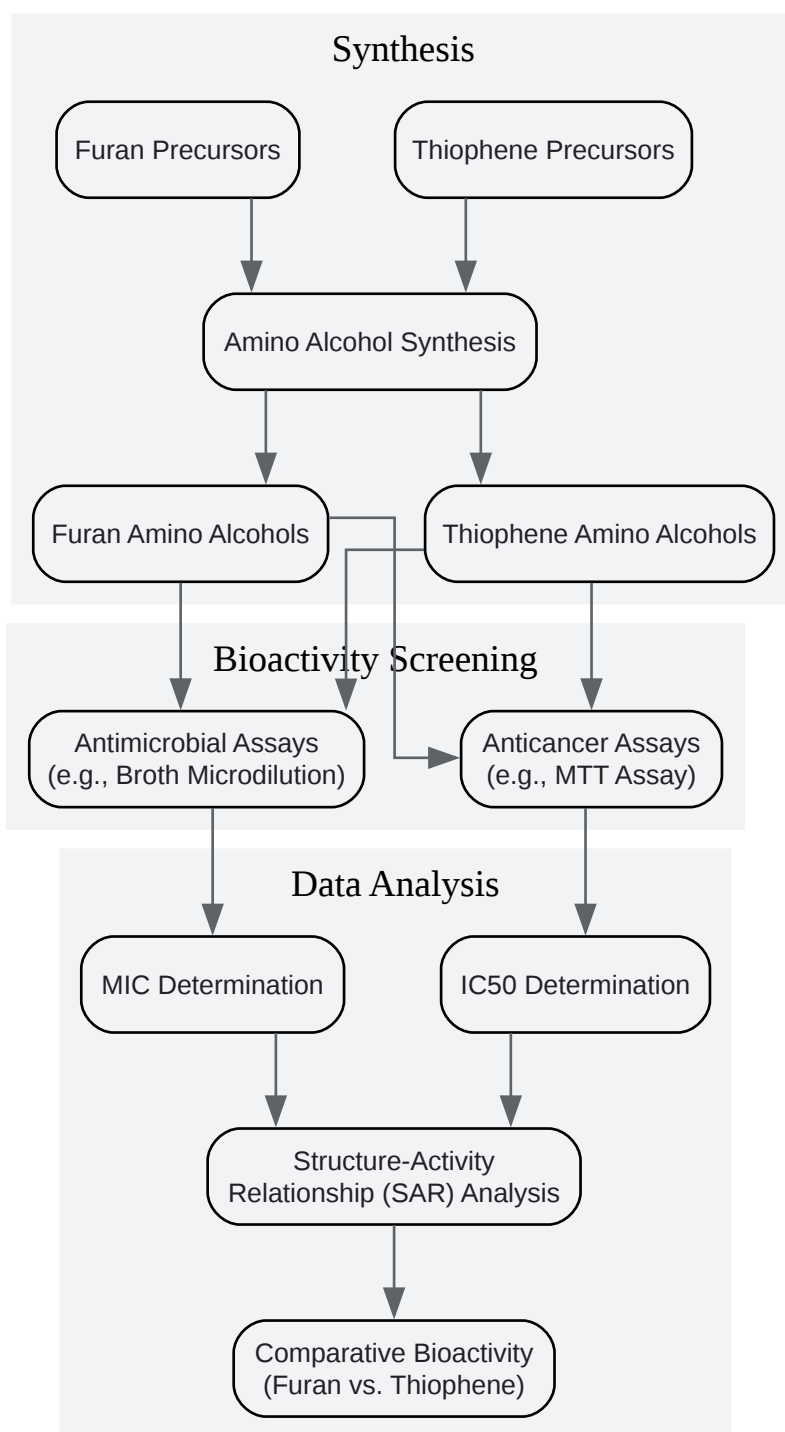 Synthesis
Furan Precursors
Thiophene Precursors
Amino Alcohol Synthesis
Furan Amino Alcohols
Thiophene Amino Alcohols
Bioactivity Screening
Antimicrobial Assays
(e.g., Broth Microdilution)
Anticancer Assays
(e.g., MTT Assay)
Data Analysis
MIC Determination
IC50 Determination
Structure-Activity
Relationship (SAR) Analysis
Comparative Bioactivity
(Furan vs. Thiophene)